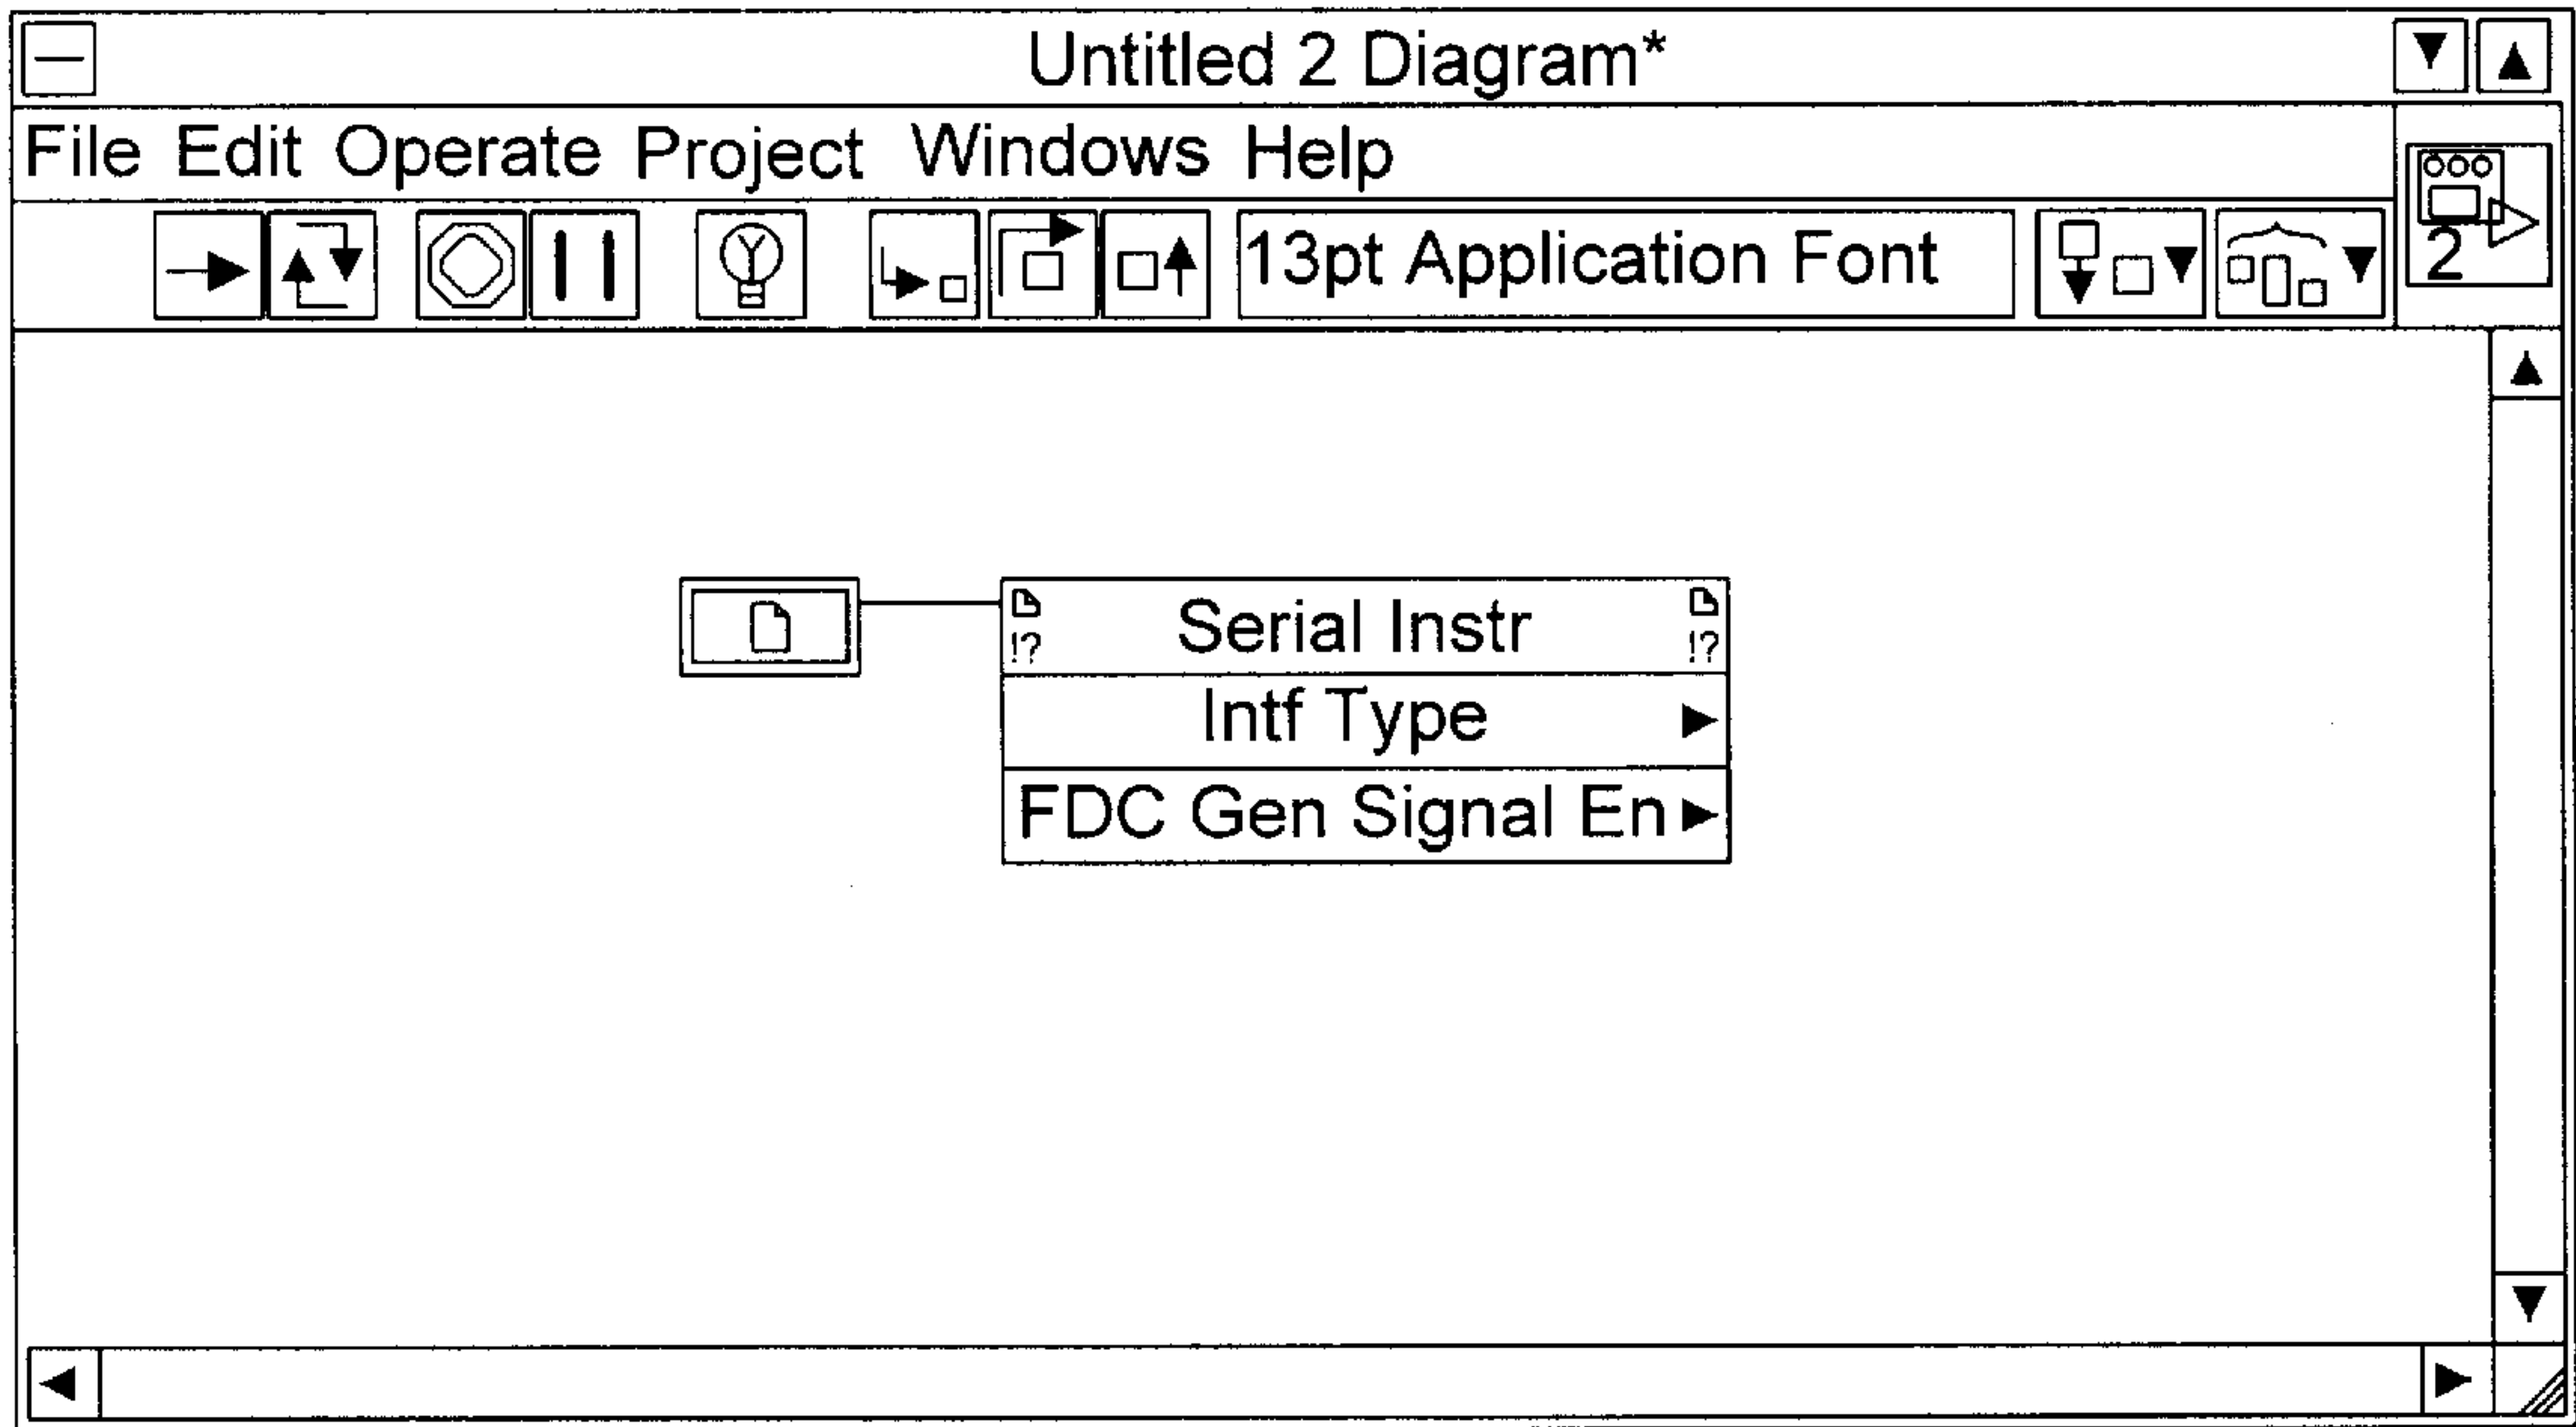 Untitled 2 Diagram*
File Edit Operate Project Windows Help
13pt Application Font
2
!? Serial Instr !?
Intf Type
FDC Gen Signal En